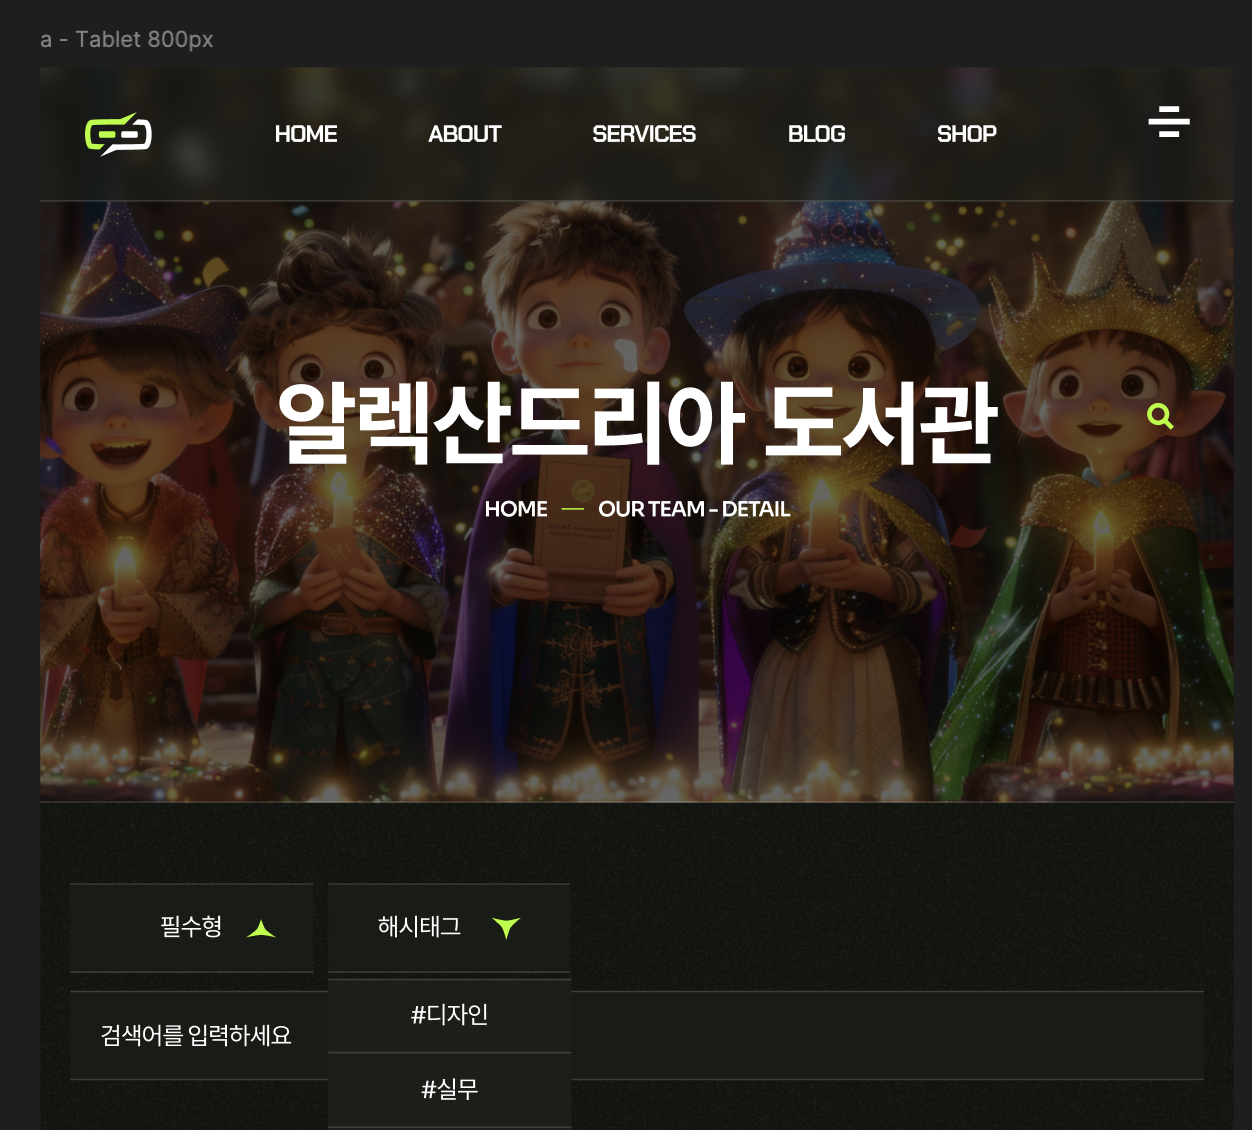 a - Tablet 800px
HOME ABOUT SERVICES BLOG SHOP
알렉산드리아 도서관
HOME — OUR TEAM - DETAIL
필수형 해시태그
#디자인
검색어를 입력하세요
#실무